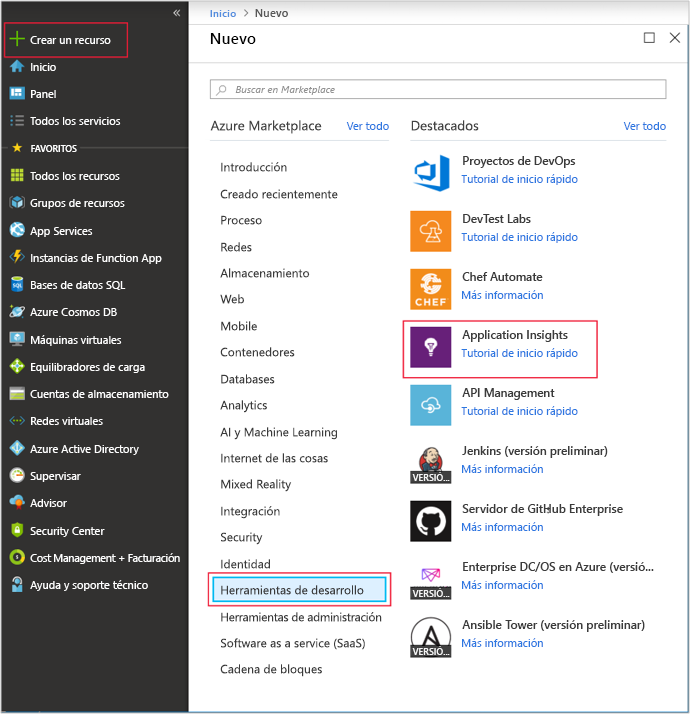 «
Crear un recurso
Inicio
Panel
Todos los servicios
FAVORITOS
Todos los recursos
Grupos de recursos
App Services
Instancias de Function App
Bases de datos SQL
Azure Cosmos DB
Máquinas virtuales
Equilibradores de carga
Cuentas de almacenamiento
Redes virtuales
Azure Active Directory
Supervisar
Advisor
Security Center
Cost Management + Facturación
Ayuda y soporte técnico
Inicio > Nuevo
Nuevo
Buscar en Marketplace
Azure Marketplace Ver todo
Introducción
Creado recientemente
Proceso
Redes
Almacenamiento
Web
Mobile
Contenedores
Databases
Analytics
AI y Machine Learning
Internet de las cosas
Mixed Reality
Integración
Security
Identidad
Herramientas de desarrollo
Herramientas de administración
Software as a service (SaaS)
Cadena de bloques
Destacados Ver todo
Proyectos de DevOps
Tutorial de inicio rápido
DevTest Labs
Tutorial de inicio rápido
CHEF
Chef Automate
Más información
Application Insights
Tutorial de inicio rápido
API Management
Tutorial de inicio rápido
VERSIÓ...
Jenkins (versión preliminar)
Más información
Servidor de GitHub Enterprise
Más información
VERSIÓ...
Enterprise DC/OS en Azure (versió...
Más información
VERSIÓ...
Ansible Tower (versión preliminar)
Más información